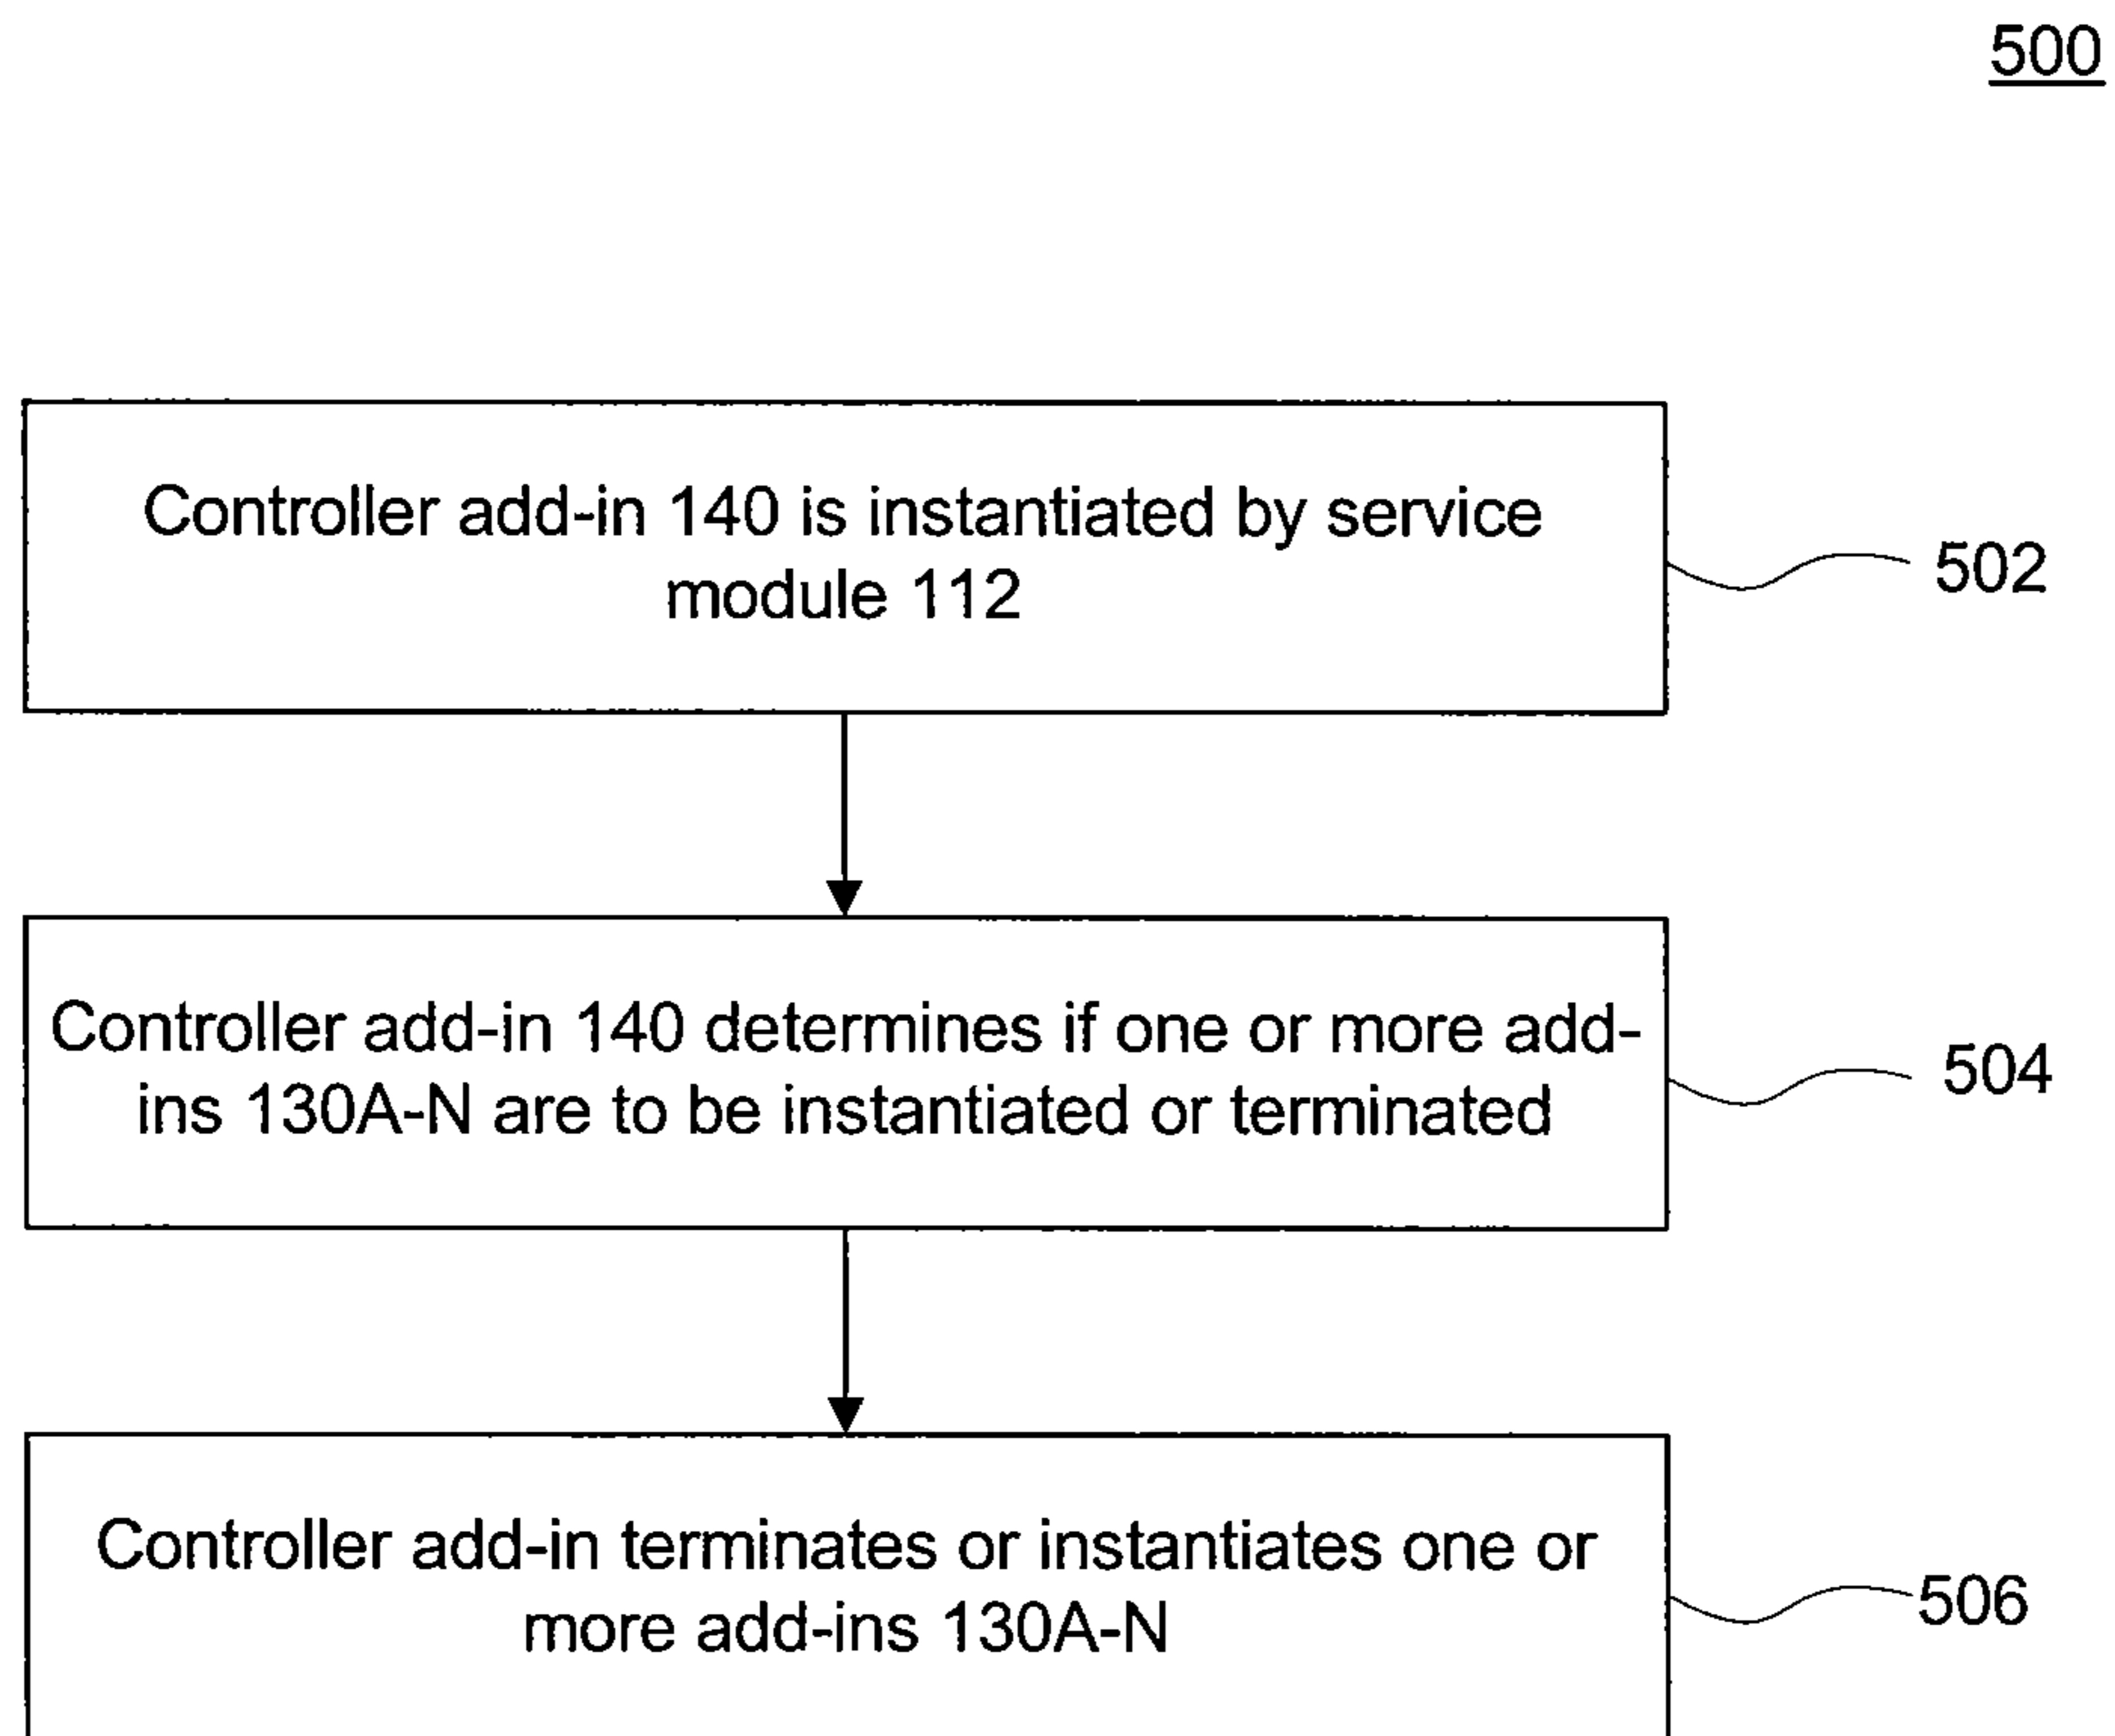 500
Controller add-in 140 is instantiated by service
module 112
502
Controller add-in 140 determines if one or more add-
ins 130A-N are to be instantiated or terminated
504
Controller add-in terminates or instantiates one or
more add-ins 130A-N
506